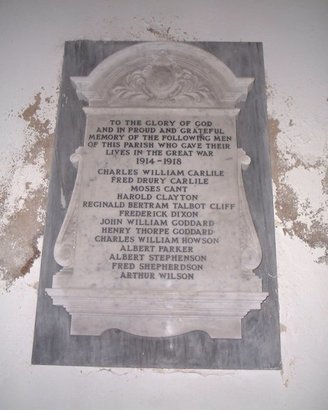 TO THE GLORY OF GOD
AND IN PROUD AND GRATEFUL
MEMORY OF THE FOLLOWING MEN
OF THIS PARISH WHO GAVE THEIR
LIVES IN THE GREAT WAR
1914-1918
CHARLES WILLIAM CARLILE
FRED DRURY CARLILE
MOSES CANT
HAROLD CLAYTON
REGINALD BERTRAM TALBOT CLIFF
FREDERICK DIXON
JOHN WILLIAM GODDARD
HENRY THORPE GODDARD
CHARLES WILLIAM HOWSON
ALBERT PARKER
ALBERT STEPHENSON
FRED SHEPHERDSON
ARTHUR WILSON